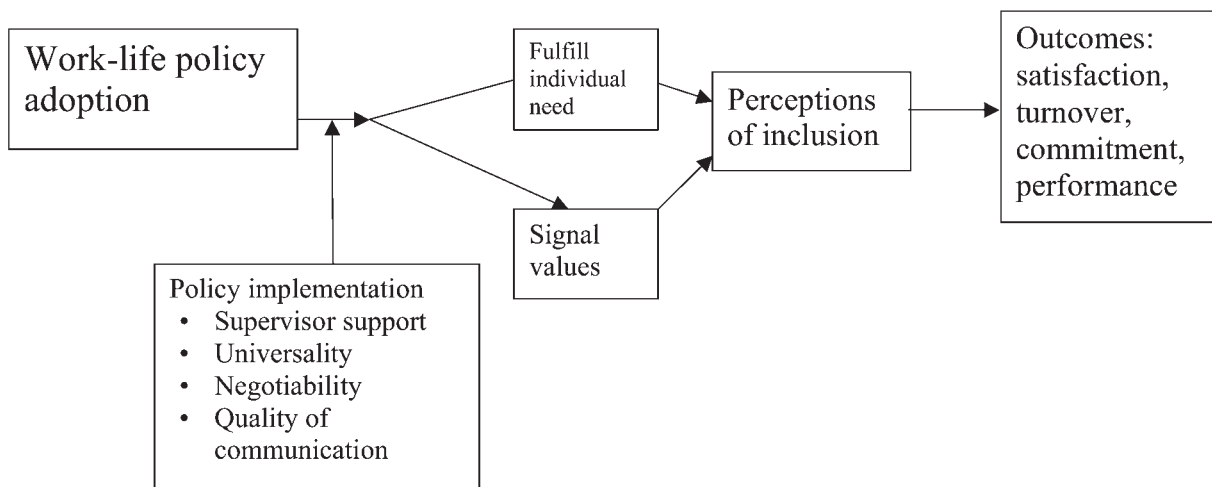 Work-life policy
adoption
Fulfill
individual
need
Perceptions
of inclusion
Outcomes:
satisfaction,
turnover,
commitment,
performance
Signal
values
Policy implementation
• Supervisor support
• Universality
• Negotiability
• Quality of
communication